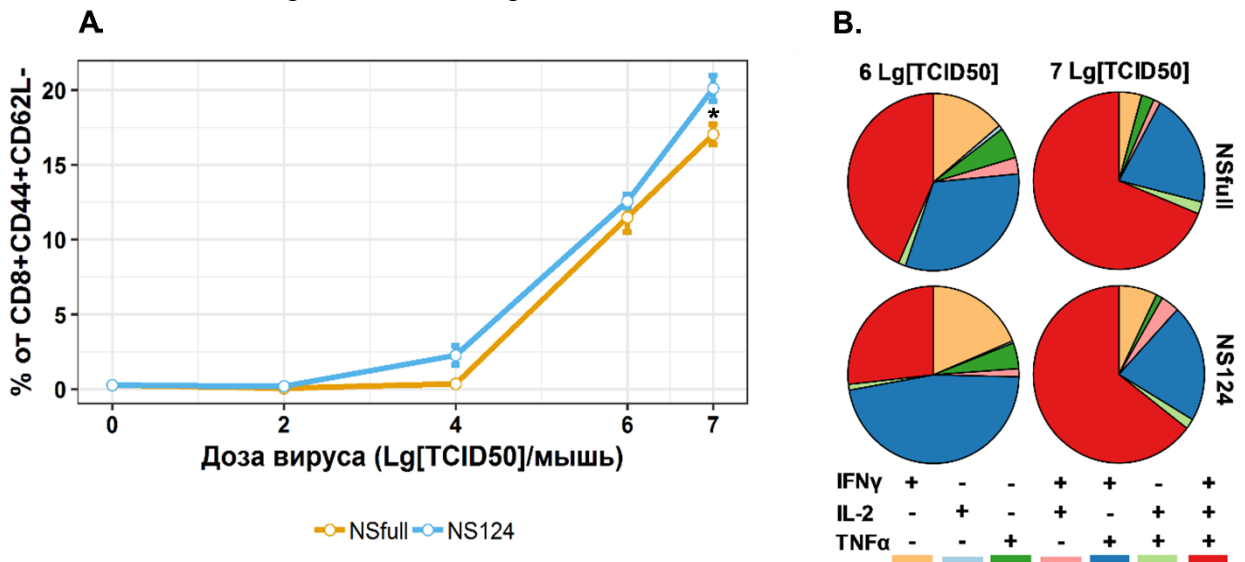 A.
B.
% от CD8+CD44+CD62L-
20
15
10
5
0
0 2 4 6 7
*
Доза вируса (Lg[TCID50]/мышь)
NSfull NS124
6 Lg[TCID50] 7 Lg[TCID50]
NSfull
NS124
IFNγ + - - + + - +
IL-2 - + - + - + +
TNFα - - + - + + +